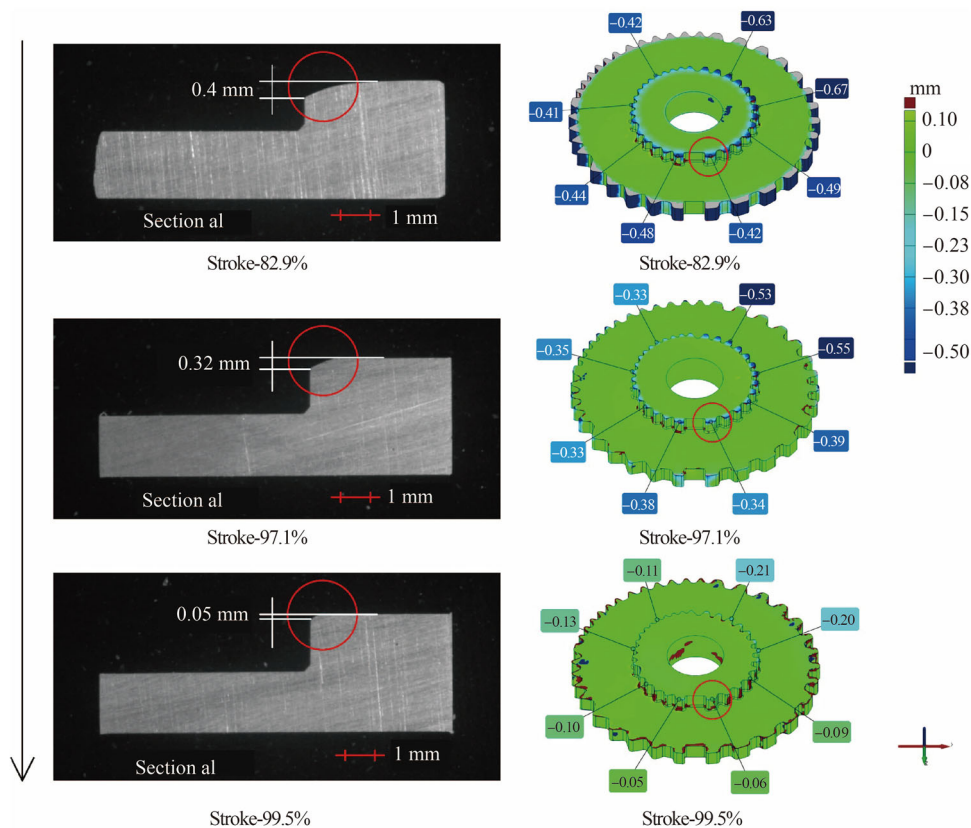 0.4 mm
Section al
1 mm
Stroke-82.9%
−0.42
−0.63
−0.41
−0.67
−0.44
−0.49
−0.48
−0.42
Stroke-82.9%
mm
0.10
0
−0.08
−0.15
−0.23
−0.30
−0.38
−0.50
0.32 mm
Section al
1 mm
Stroke-97.1%
−0.33
−0.53
−0.35
−0.55
−0.33
−0.39
−0.38
−0.34
Stroke-97.1%
0.05 mm
Section al
1 mm
Stroke-99.5%
−0.11
−0.21
−0.13
−0.20
−0.10
−0.09
−0.05
−0.06
Stroke-99.5%